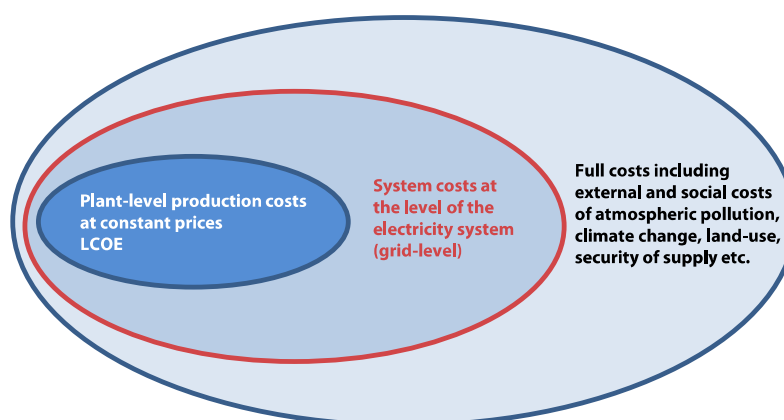 Plant-level production costs
at constant prices
LCOE
System costs at
the level of the
electricity system
(grid-level)
Full costs including
external and social costs
of atmospheric pollution,
climate change, land-use,
security of supply etc.